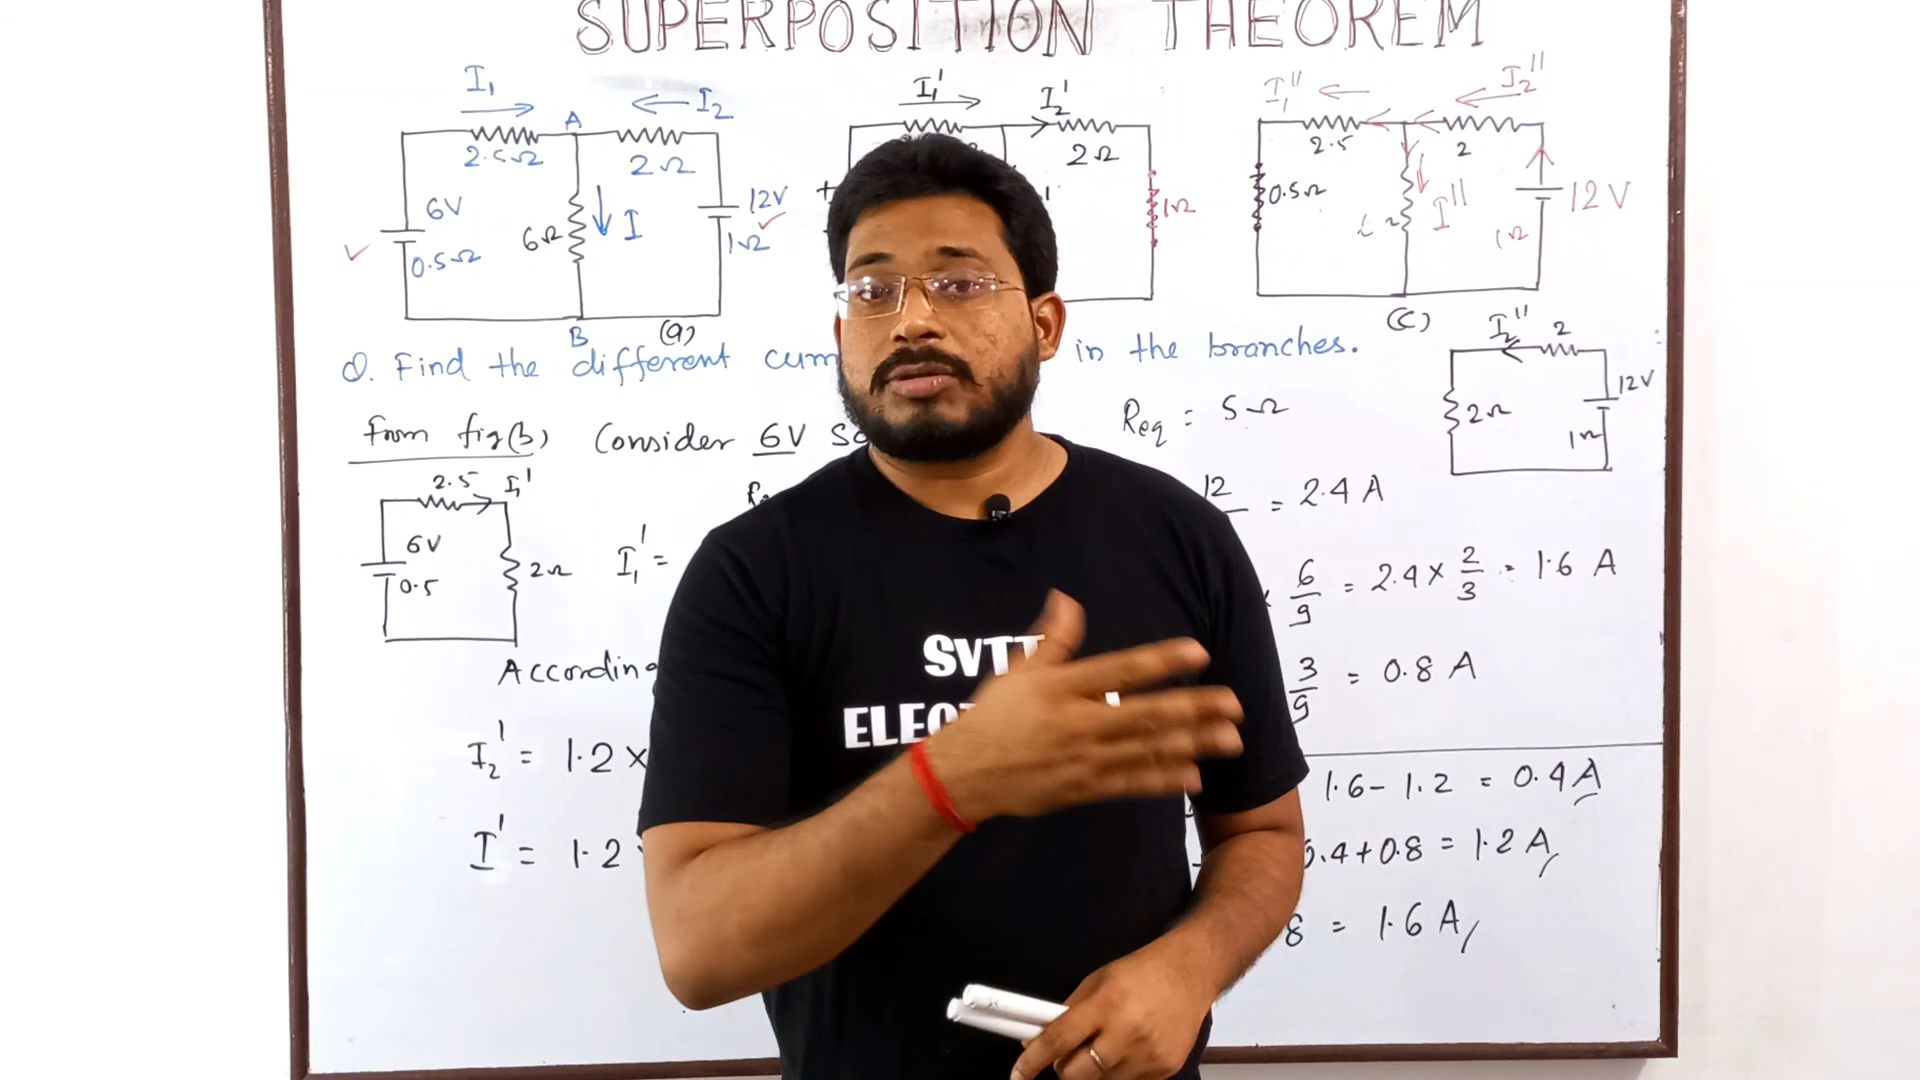 SUPERPOSITION THEOREM
I₁ I₂
A
2.5Ω 2Ω
6V
0.5Ω
6Ω I
12V
1Ω
B (a)
I₁' I₂'
2Ω
+
1Ω
I₁'' I₂''
2.5 2
0.5Ω
I''
1Ω
12V
(C)
Q. Find the different in the branches.
From fig(B) Consider 6V
2.5 I₁'
6V
0.5
2Ω
I₁' =
According
I₂' = 1.2 ×
I' = 1.2
Req = 5Ω
I₂'' 2
2Ω
12V
1Ω
12 = 2.4 A
6/9 = 2.4 × 2/3 = 1.6 A
3/9 = 0.8 A
1.6 - 1.2 = 0.4 A
.4 + 0.8 = 1.2 A
8 = 1.6 A
SVTT